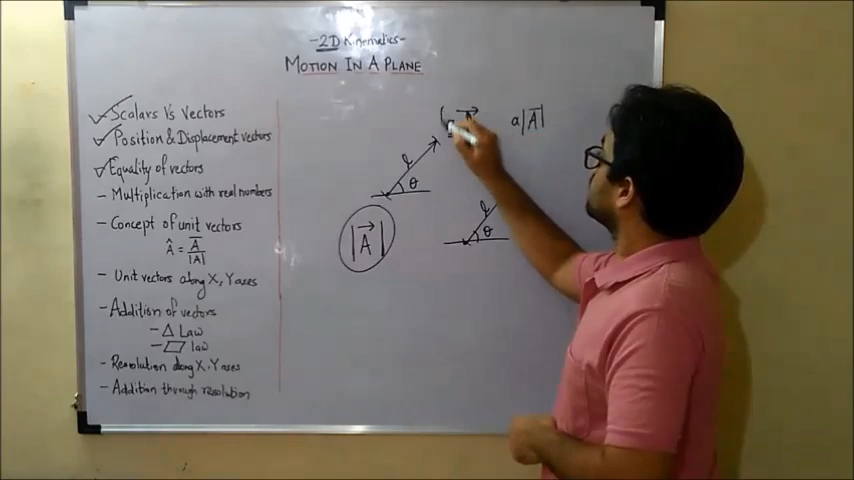 - 2D Kinematics -
MOTION IN A PLANE
✓ Scalars Vs Vectors
✓ Position & Displacement vectors
✓ Equality of vectors
- Multiplication with real numbers
- Concept of unit vectors
Â = A̅ / |A|
- Unit vectors along X, Y axes
- Addition of vectors
- △ Law
- ▱ law
- Resolution along X, Y axes
- Addition through resolution
a|A̅|
l
θ
|A⃗|
l
θ